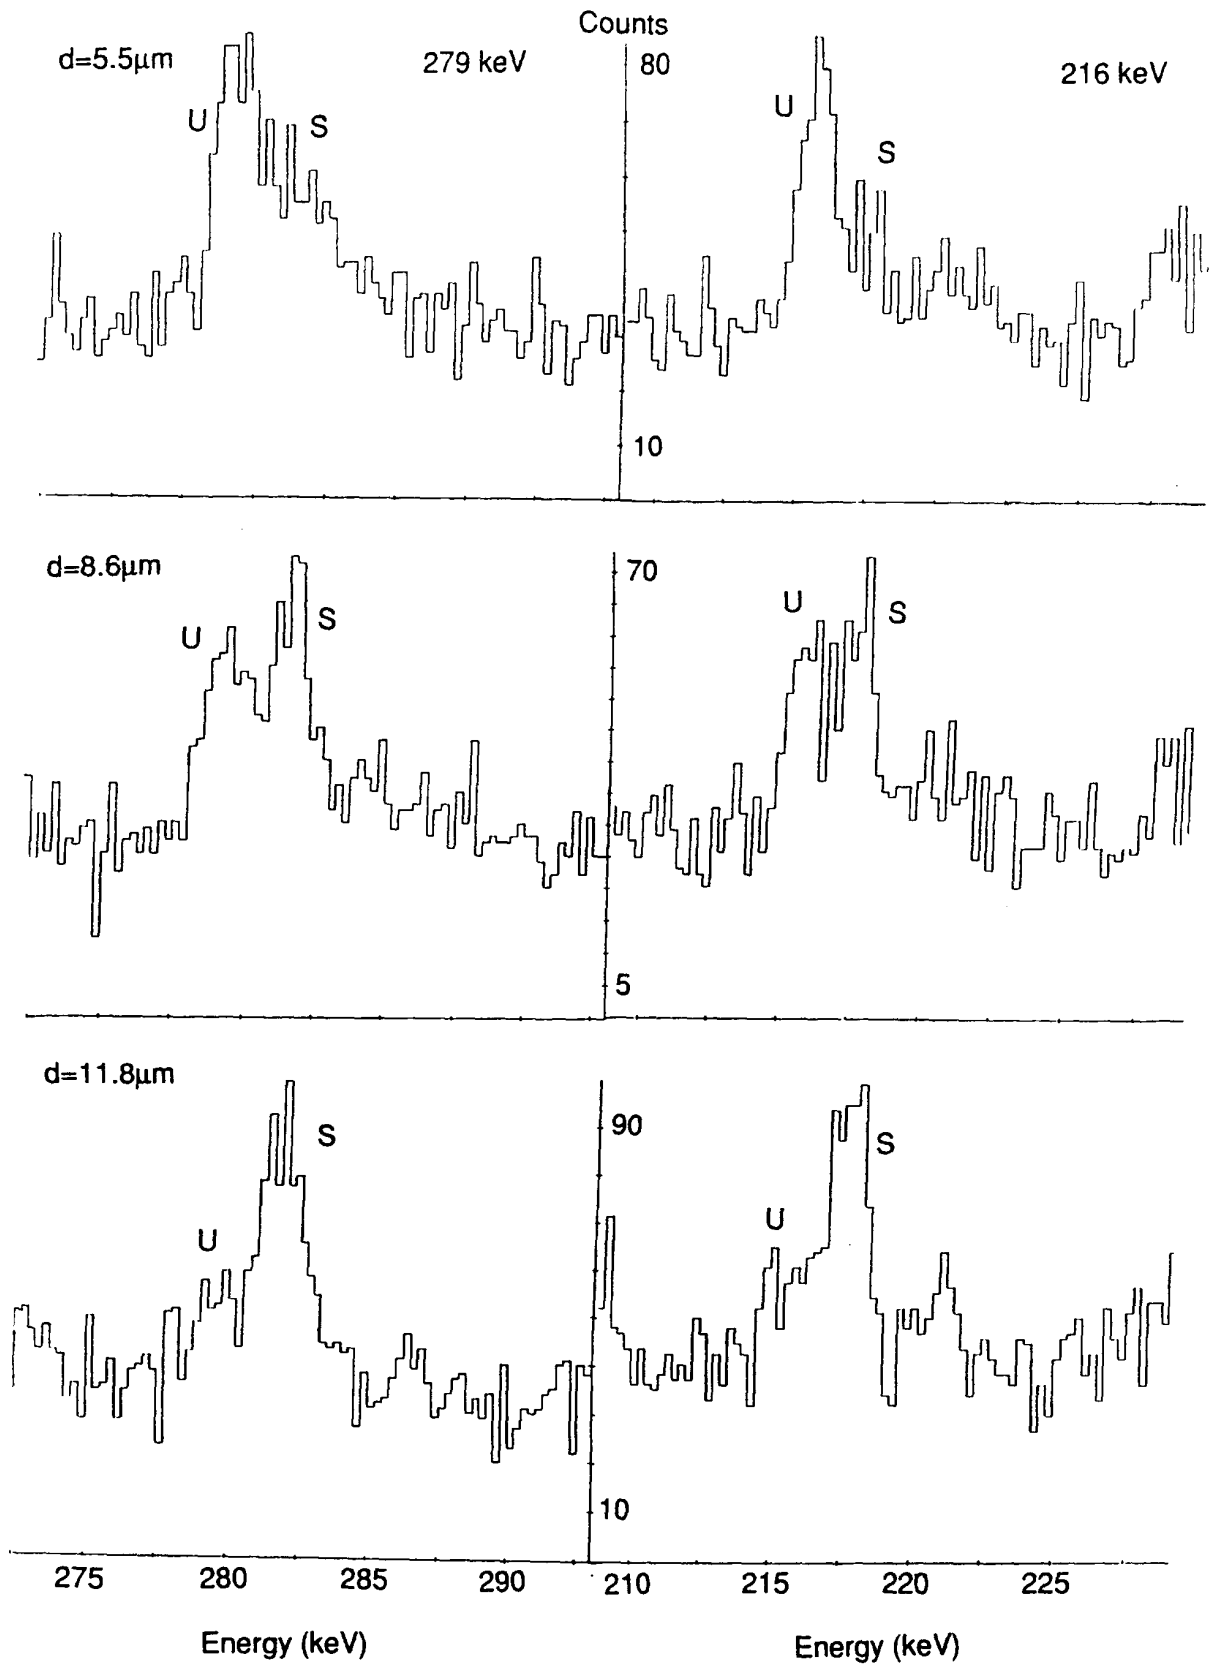 Counts
d=5.5μm 279 keV 80 216 keV
U S U S
10
d=8.6μm 70
U S U S
5
d=11.8μm 90
U S U S
10
275 280 285 290 210 215 220 225
Energy (keV) Energy (keV)